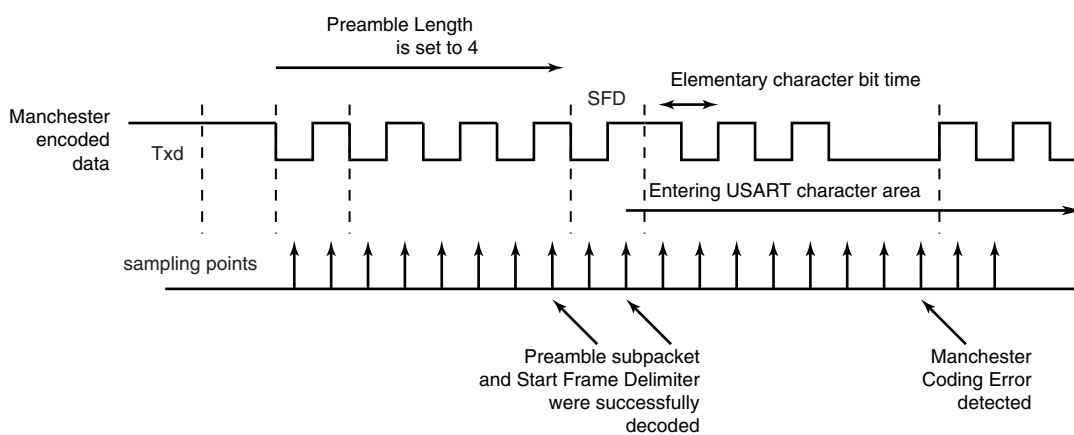 Preamble Length
is set to 4
Elementary character bit time
SFD
Manchester
encoded
data
Txd
Entering USART character area
sampling points
Preamble subpacket
and Start Frame Delimiter
were successfully
decoded
Manchester
Coding Error
detected